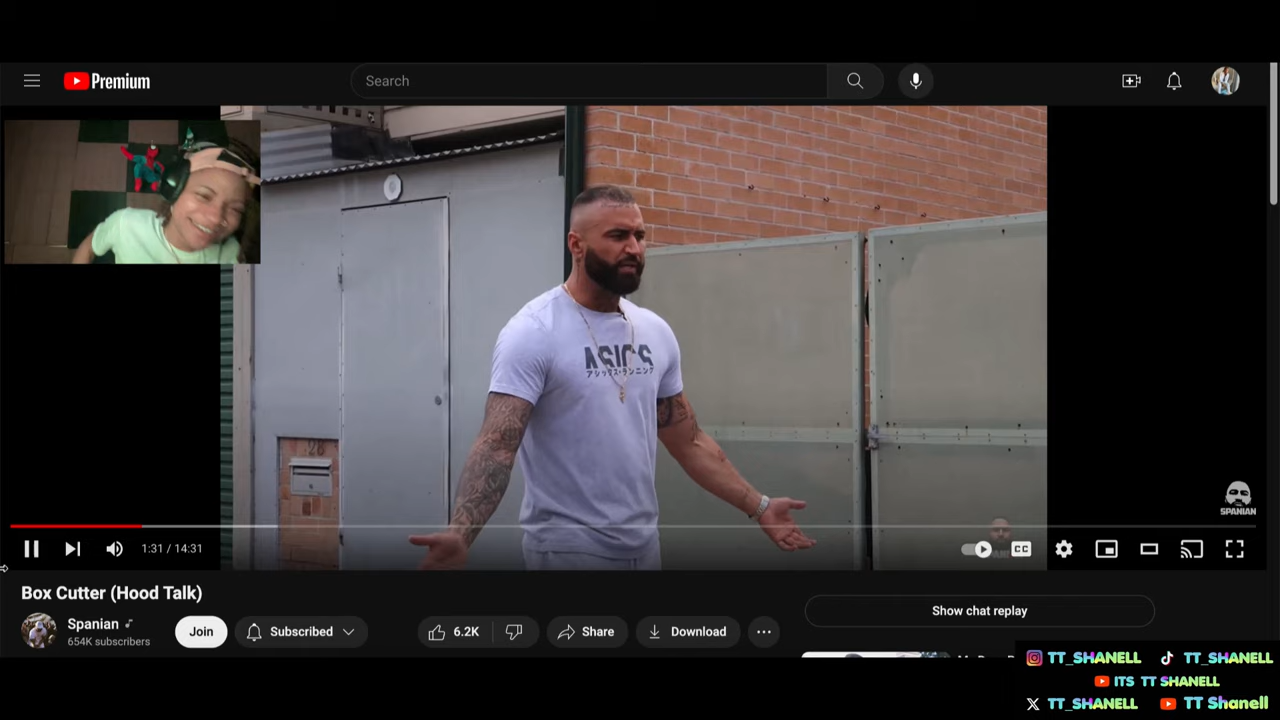 Premium
Search
ASICS
アシックス・ランニング
20
SPANIAN
1:31 / 14:31
CC
Box Cutter (Hood Talk)
Spanian
654K subscribers
Join
Subscribed
6.2K
Share
Download
Show chat replay
TT_SHANELL
TT_SHANELL
ITS TT SHANELL
TT_SHANELL
TT Shanell